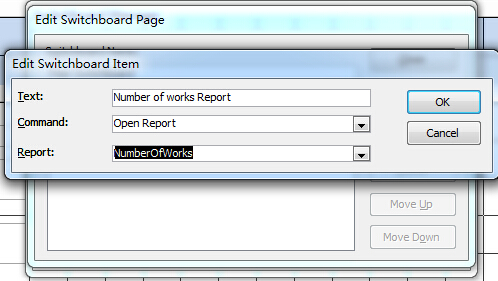 Edit Switchboard Page
Edit Switchboard Item
Text: Number of works Report
OK
Command: Open Report
Cancel
Report: NumberOfWorks
Move Up
Move Down